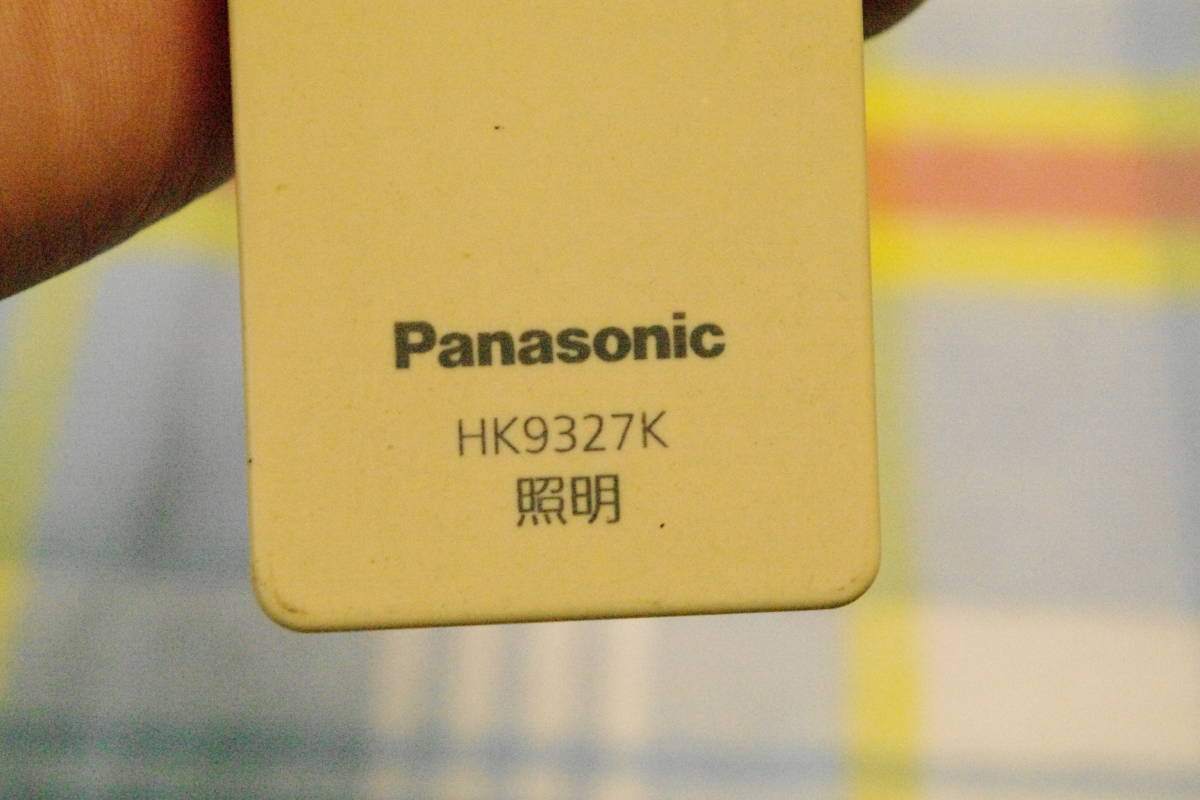 Panasonic
HK9327K
照明